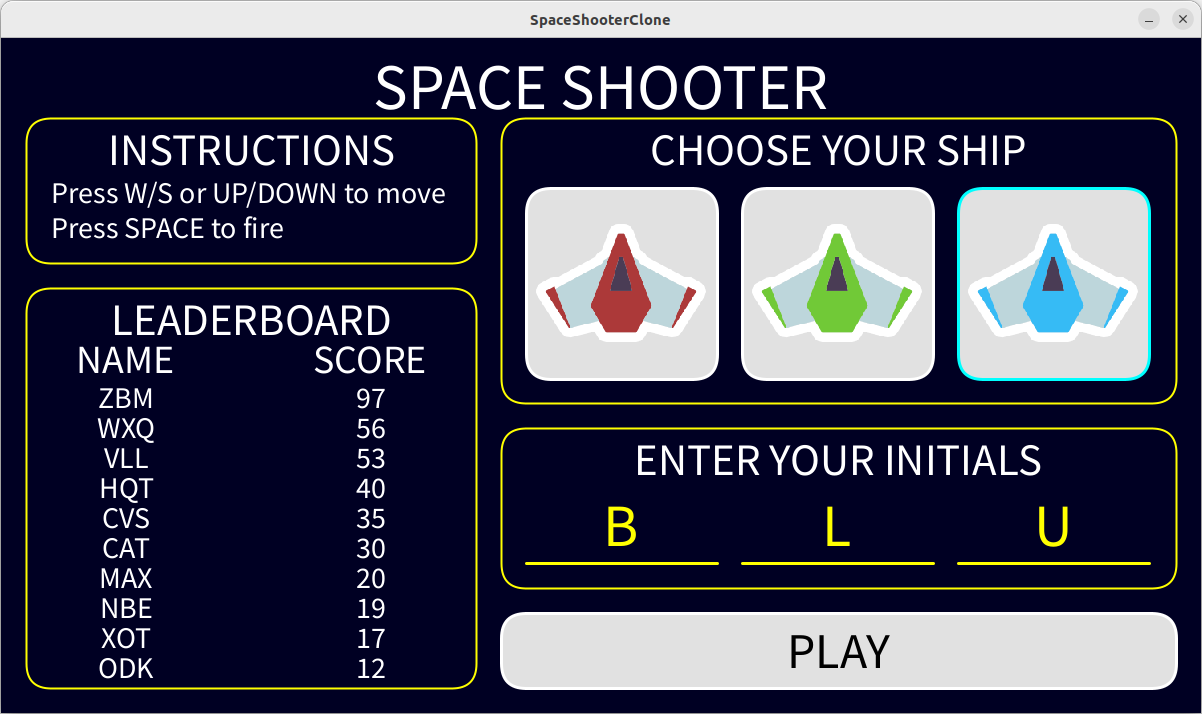 SpaceShooterClone
SPACE SHOOTER
INSTRUCTIONS
Press W/S or UP/DOWN to move
Press SPACE to fire
LEADERBOARD
NAME SCORE
ZBM 97
WXQ 56
VLL 53
HQT 40
CVS 35
CAT 30
MAX 20
NBE 19
XOT 17
ODK 12
CHOOSE YOUR SHIP
ENTER YOUR INITIALS
B L U
PLAY